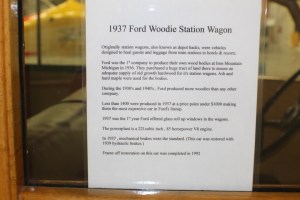 1937 Ford Woodie Station Wagon
Originally station wagons, also known as depot hacks, were vehicles
designed to haul guests and luggage from train stations to hotels & resorts.
Ford was the 1st company to produce their own wood bodies at Iron Mountain
Michigan in 1936. They purchased a huge tract of land there to assure an
adequate supply of old growth hardwood for its station wagons. Ash and
hard maple were used for the bodies.
During the 1930's and 1940's, Ford produced more woodies than any other
company.
Less than 1000 were produced in 1937 at a price point under $1000 making
them the most expensive car in Ford's lineup.
1937 was the 1st year Ford offered glass roll up windows in the wagons.
The powerplant is a 221 cubic inch, 85 horsepower V8 engine.
In 1937, mechanical brakes were the standard. (This car was restored with
1939 hydraulic brakes.)
Frame off restoration on this car was completed in 1992